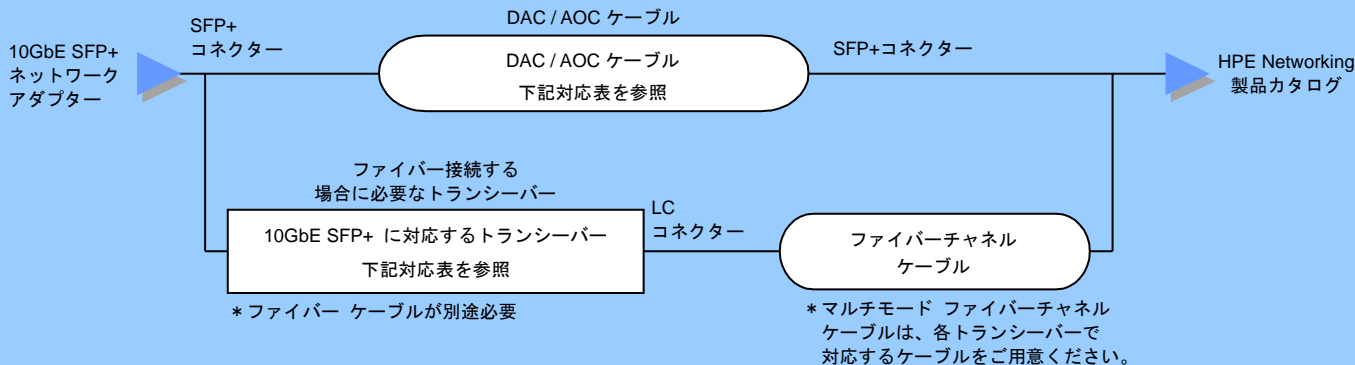 10GbE SFP+
ネットワーク
アダプター
SFP+
コネクター
DAC / AOC ケーブル
DAC / AOC ケーブル
下記対応表を参照
SFP+コネクター
HPE Networking
製品カタログ
ファイバー接続する
場合に必要なトランシーバー
10GbE SFP+ に対応するトランシーバー
下記対応表を参照
*ファイバー ケーブルが別途必要
LC
コネクター
ファイバーチャネル
ケーブル
*マルチモード ファイバーチャネル
ケーブルは、各トランシーバーで
対応するケーブルをご用意ください。